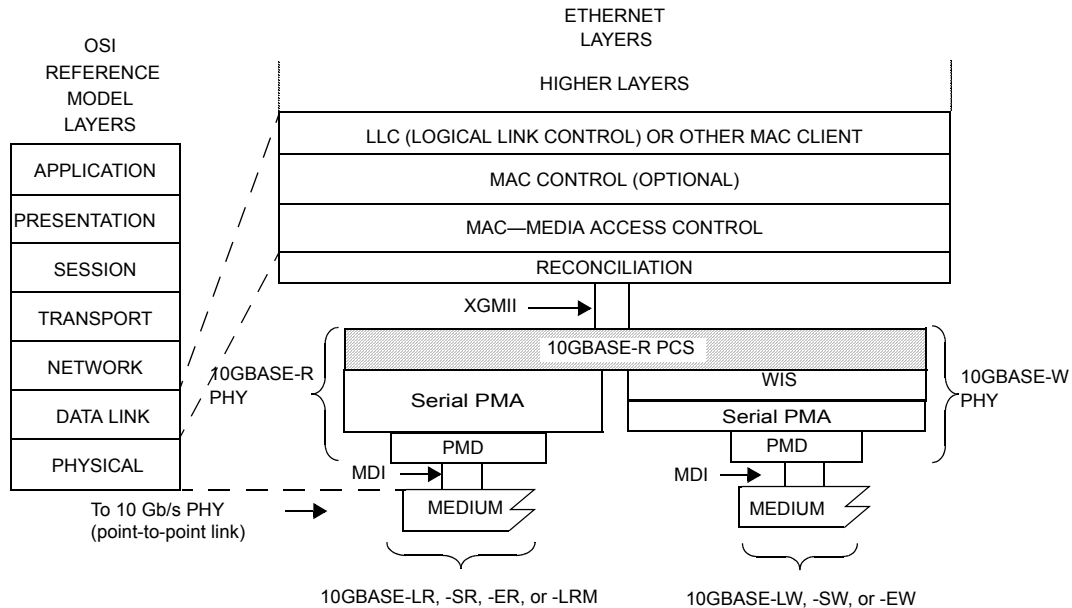 ETHERNET
LAYERS
OSI
REFERENCE
MODEL
LAYERS
HIGHER LAYERS
LLC (LOGICAL LINK CONTROL) OR OTHER MAC CLIENT
APPLICATION
MAC CONTROL (OPTIONAL)
PRESENTATION
MAC—MEDIA ACCESS CONTROL
SESSION
RECONCILIATION
XGMII
TRANSPORT
10GBASE-R PCS
NETWORK
10GBASE-R
PHY
WIS
10GBASE-W
PHY
Serial PMA
Serial PMA
DATA LINK
PMD
PMD
PHYSICAL
MDI
MDI
To 10 Gb/s PHY
(point-to-point link)
MEDIUM
MEDIUM
10GBASE-LR, -SR, -ER, or -LRM
10GBASE-LW, -SW, or -EW